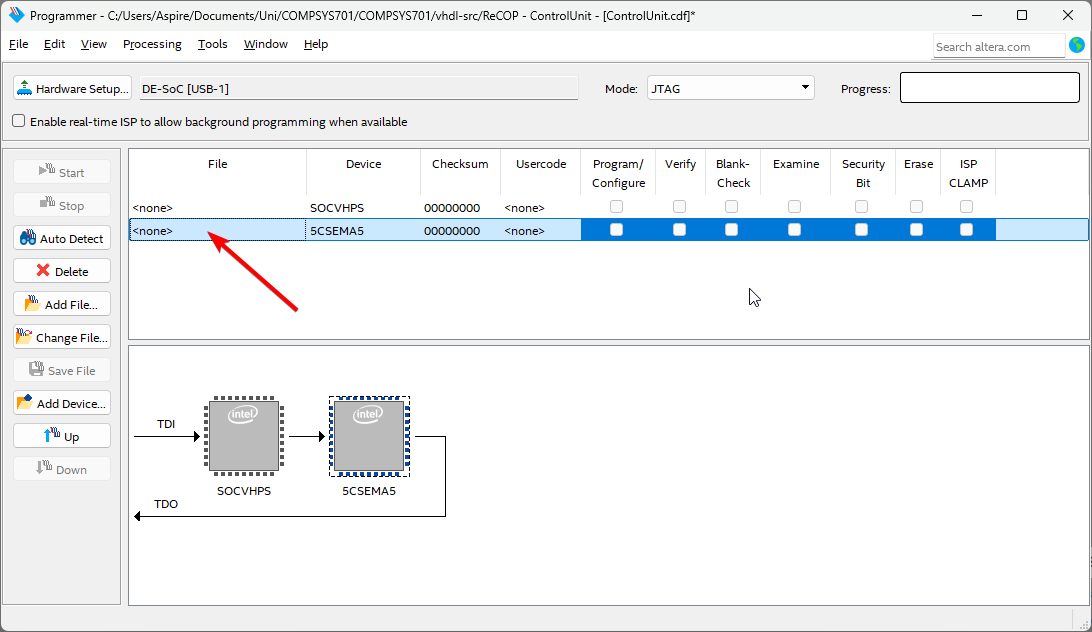 Programmer - C:/Users/Aspire/Documents/Uni/COMPSYS701/COMPSYS701/vhdl-src/ReCOP - ControlUnit - [ControlUnit.cdf]*
File Edit View Processing Tools Window Help
Search altera.com
Hardware Setup... DE-SoC [USB-1] Mode: JTAG Progress:
Enable real-time ISP to allow background programming when available
Start
Stop
Auto Detect
Delete
Add File...
Change File...
Save File
Add Device...
Up
Down
File Device Checksum Usercode Program/ Verify Blank- Examine Security Erase ISP
Configure Check Bit CLAMP
<none> SOCVHPS 00000000 <none>
<none> 5CSEMA5 00000000 <none>
TDI
intel intel
SOCVHPS 5CSEMA5
TDO